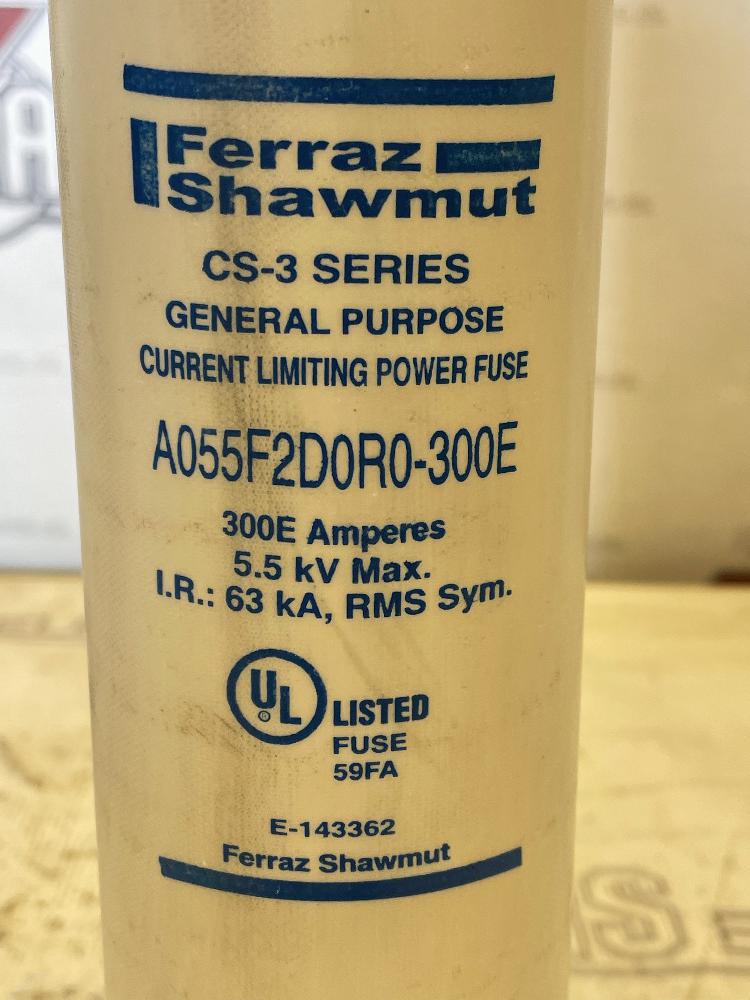 Ferraz
Shawmut
CS-3 SERIES
GENERAL PURPOSE
CURRENT LIMITING POWER FUSE
A055F2D0R0-300E
300E Amperes
5.5 kV Max.
I.R.: 63 kA, RMS Sym.
UL
®
LISTED
FUSE
59FA
E-143362
Ferraz Shawmut